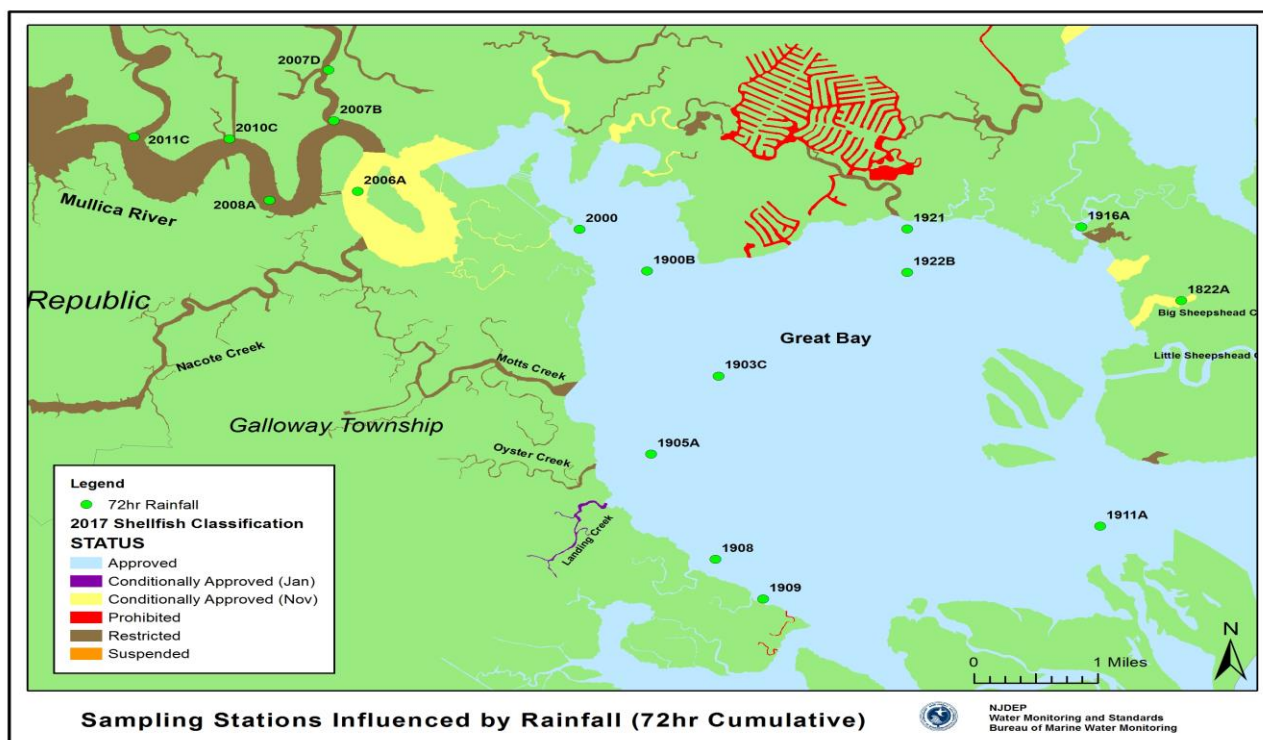 2007D
2007B
2011C
2010C
2006A
2008A
Mullica River
2000
1921
1916A
1900B
1922B
1822A
Republic
Big Sheepshead C
Great Bay
Little Sheepshead
Nacote Creek
Motts Creek
1903C
Galloway Township
Oyster Creek
1905A
Landing Creek
1911A
1908
1909
Legend
72hr Rainfall
2017 Shellfish Classification
STATUS
Approved
Conditionally Approved (Jan)
Conditionally Approved (Nov)
Prohibited
Restricted
Suspended
N
0 1 Miles
Sampling Stations Influenced by Rainfall (72hr Cumulative)
NJDEP
Water Monitoring and Standards
Bureau of Marine Water Monitoring